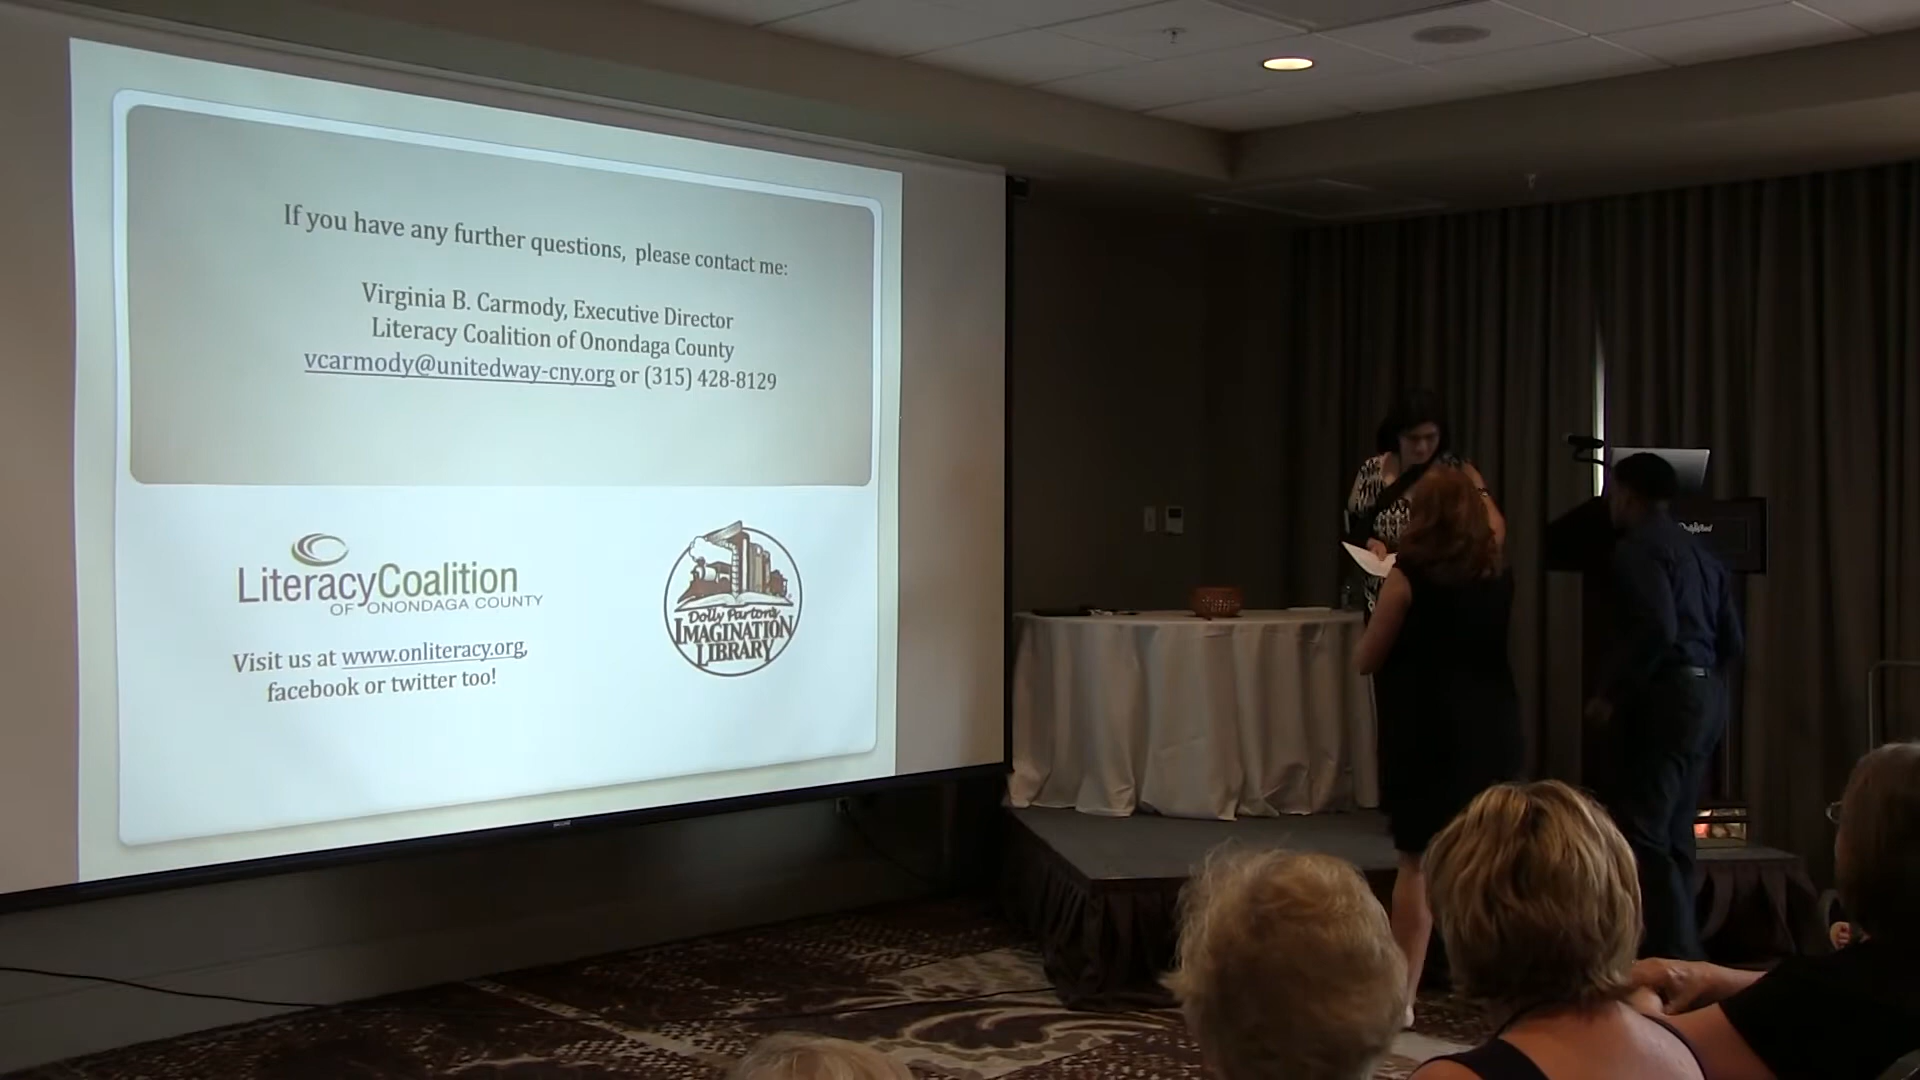 If you have any further questions, please contact me:
Virginia B. Carmody, Executive Director
Literacy Coalition of Onondaga County
vcarmody@unitedway-cny.org or (315) 428-8129
LiteracyCoalition
OF ONONDAGA COUNTY
Visit us at www.onliteracy.org,
facebook or twitter too!
Dolly Parton's
IMAGINATION
LIBRARY